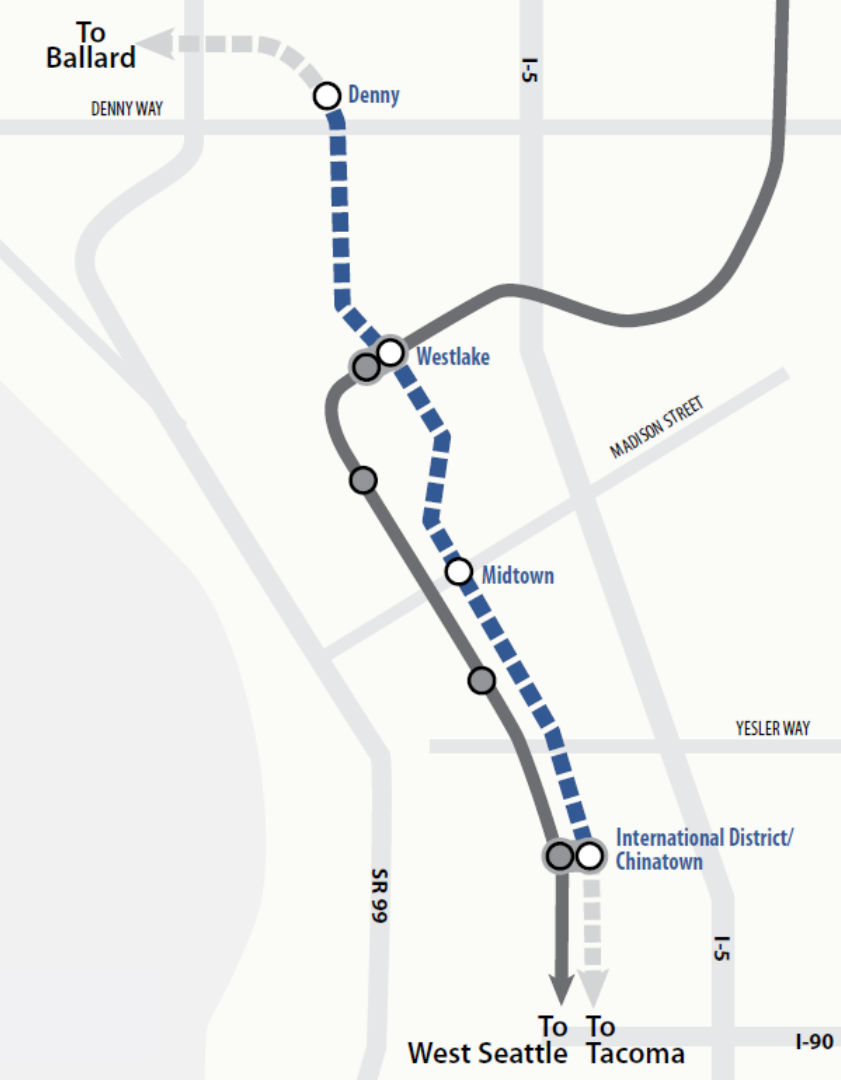 To
Ballard
I-5
Denny
DENNY WAY
Westlake
MADISON STREET
Midtown
YESLER WAY
International District/
Chinatown
SR 99
I-5
To
West Seattle
To
Tacoma
I-90